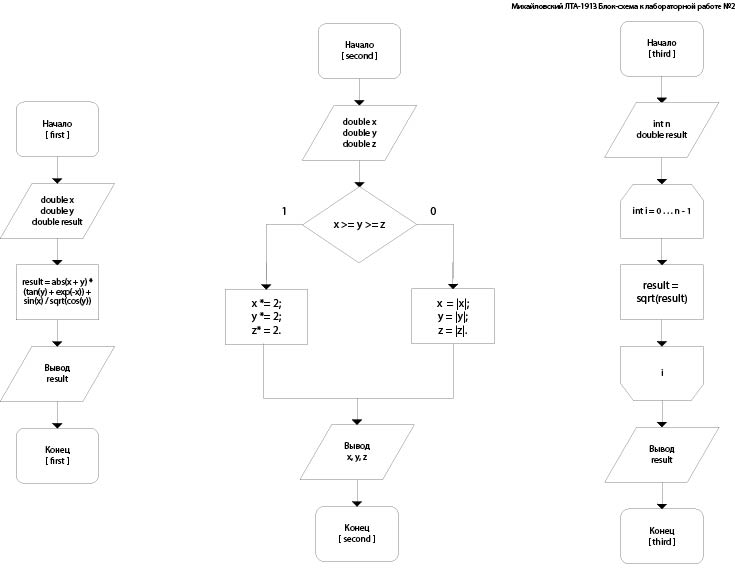 Михайловский ЛТА-1913 Блок-схема к лабораторной работе №2
Начало
[ first ]
double x
double y
double result
result = abs(x + y) *
(tan(y) + exp(-x)) +
sin(x) / sqrt(cos(y))
Вывод
result
Конец
[ first ]
Начало
[ second ]
double x
double y
double z
x >= y >= z
1
0
x *= 2;
y *= 2;
z* = 2.
x = |x|;
y = |y|;
z = |z|.
Вывод
x, y, z
Конец
[ second ]
Начало
[ third ]
int n
double result
int i = 0 . . . n - 1
result =
sqrt(result)
i
Вывод
result
Конец
[ third ]